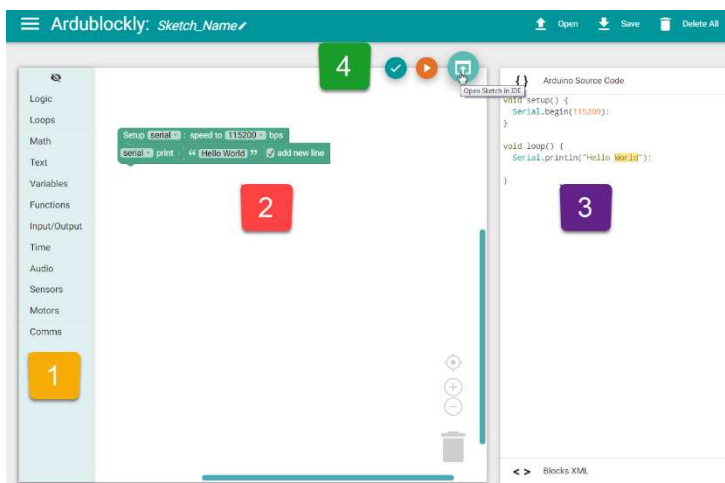 Ardublockly: Sketch_Name
Open
Save
Delete All
4
Open Sketch in IDE
Logic
Loops
Math
Text
Variables
Functions
Input/Output
Time
Audio
Sensors
Motors
Comms
1
Setup serial : speed to 115200 bps
serial print “ Hello World ” add new line
2
{ } Arduino Source Code
void setup() {
Serial.begin(115200);
}
void loop() {
Serial.println("Hello World");
}
3
< > Blocks XML